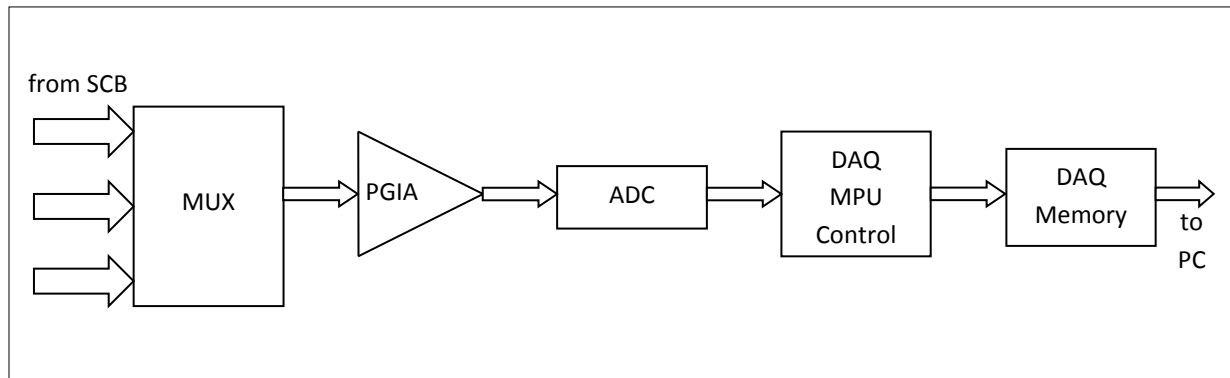 from SCB
MUX
PGIA
ADC
DAQ
MPU
Control
DAQ
Memory
to
PC